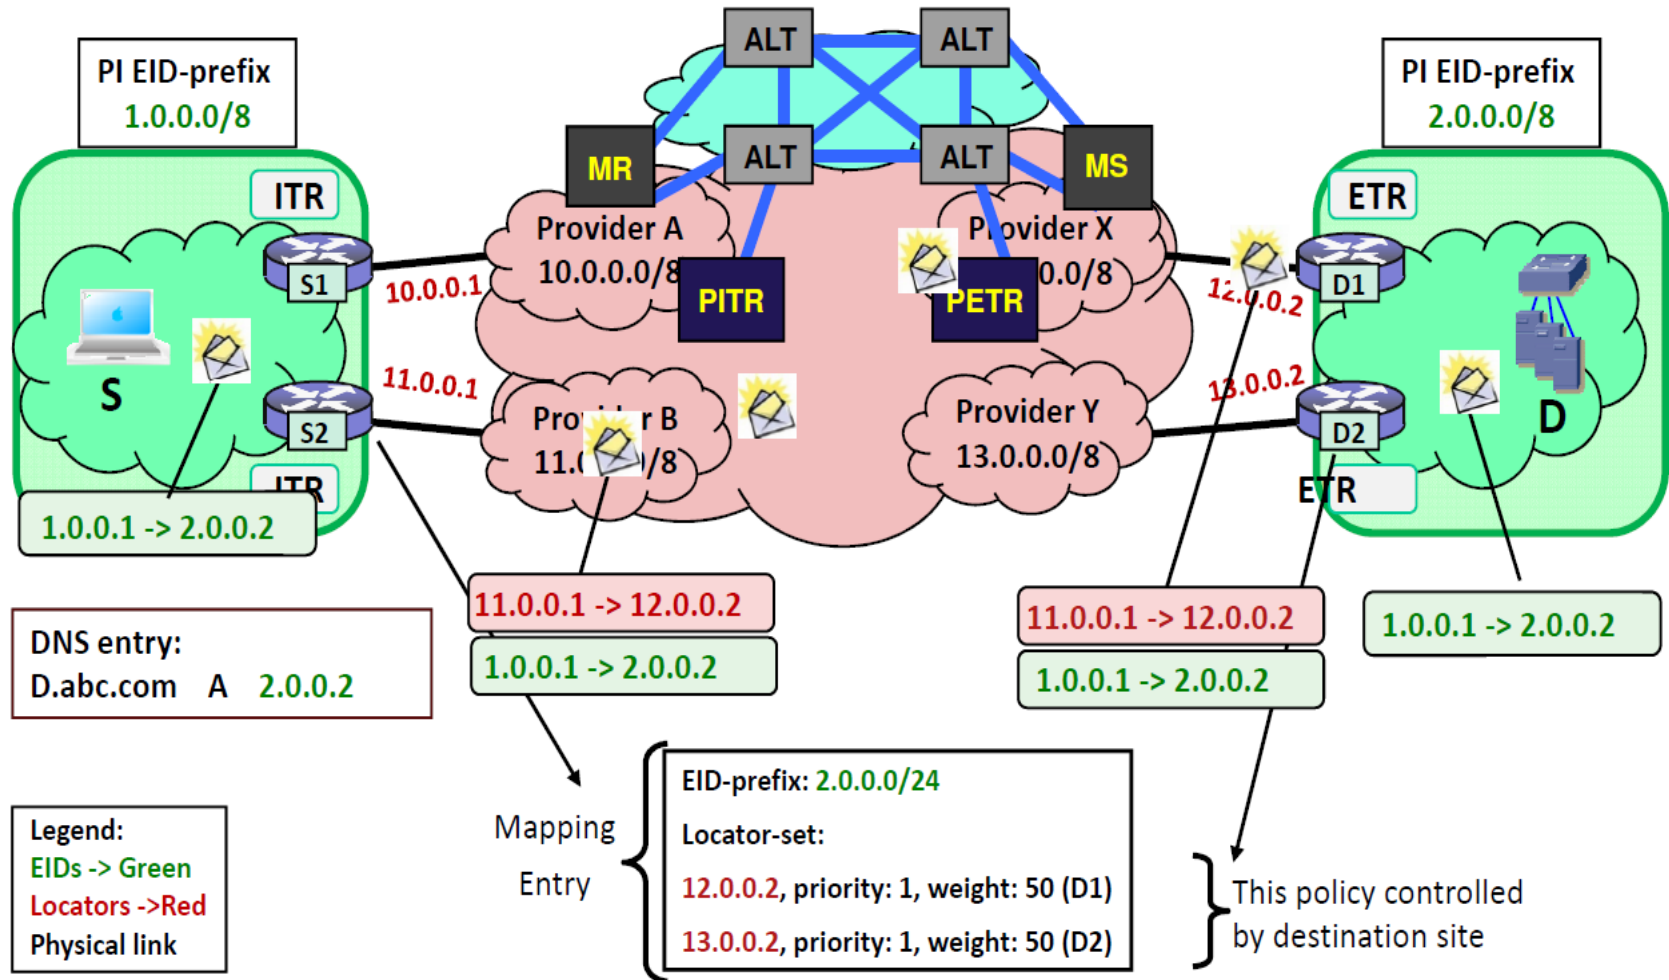 ALT
ALT
PI EID-prefix
1.0.0.0/8
PI EID-prefix
2.0.0.0/8
MR
ALT
ALT
MS
ITR
ETR
Provider A
10.0.0.0/8
Provider X
0.0/8
S1
10.0.0.1
PITR
PETR
12.0.0.2
D1
S
11.0.0.1
S2
Provider B
11.0.0.0/8
Provider Y
13.0.0.0/8
13.0.0.2
D2
D
ITR
ETR
1.0.0.1 -> 2.0.0.2
11.0.0.1 -> 12.0.0.2
1.0.0.1 -> 2.0.0.2
11.0.0.1 -> 12.0.0.2
1.0.0.1 -> 2.0.0.2
1.0.0.1 -> 2.0.0.2
DNS entry:
D.abc.com A 2.0.0.2
Mapping
Entry
EID-prefix: 2.0.0.0/24
Locator-set:
12.0.0.2, priority: 1, weight: 50 (D1)
13.0.0.2, priority: 1, weight: 50 (D2)
This policy controlled
by destination site
Legend:
EIDs -> Green
Locators ->Red
Physical link